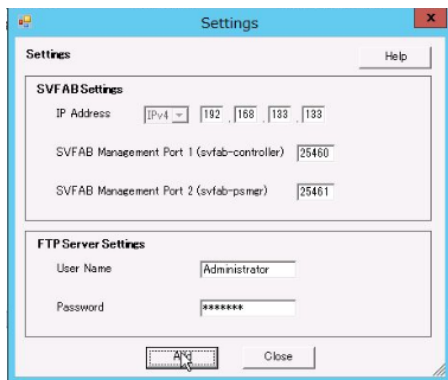 Settings
x
Settings
Help
SVFAB Settings
IP Address IPv4 192 . 168 . 133 . 133
SVFAB Management Port 1 (svfab-controller) 25460
SVFAB Management Port 2 (svfab-psmgr) 25461
FTP Server Settings
User Name Administrator
Password *******
Add Close